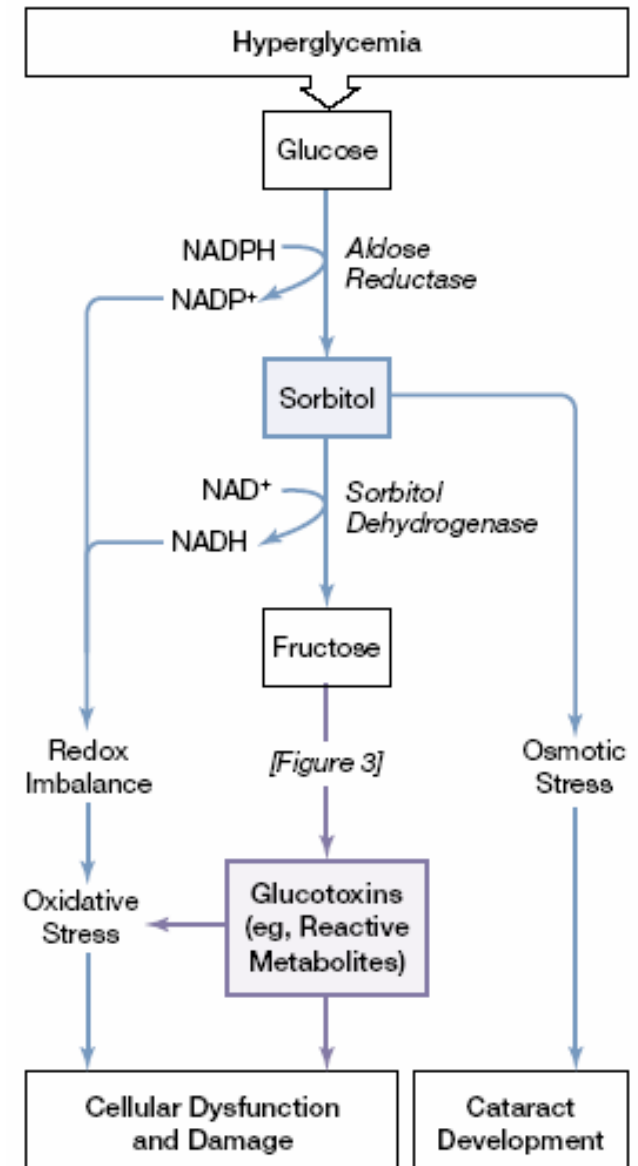 Hyperglycemia
Glucose
NADPH
Aldose
Reductase
NADP+
Sorbitol
NAD+
Sorbitol
Dehydrogenase
NADH
Fructose
Redox
Imbalance
[Figure 3]
Osmotic
Stress
Oxidative
Stress
Glucotoxins
(eg, Reactive
Metabolites)
Cellular Dysfunction
and Damage
Cataract
Development